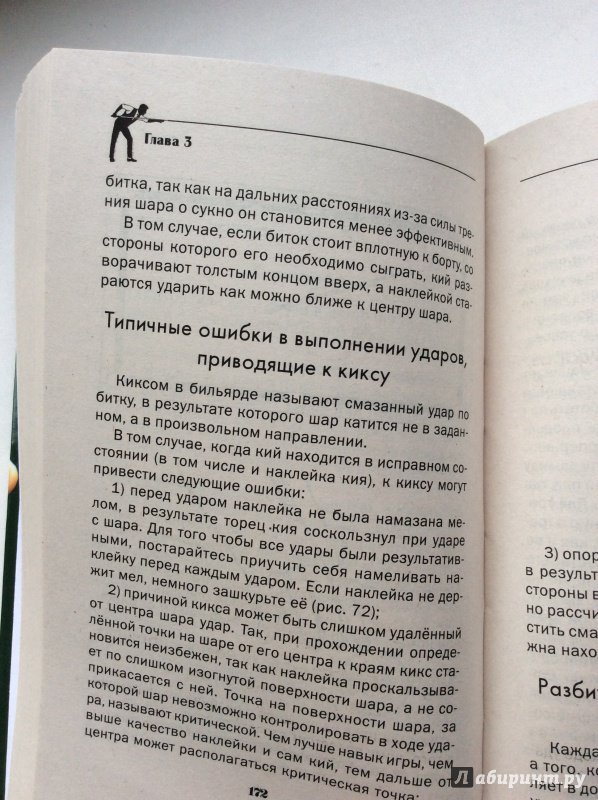 Глава 3
битка, так как на дальних расстояниях из-за силы тре-
ния шара о сукно он становится менее эффективным.
В том случае, если биток стоит вплотную к борту, со
стороны которого его необходимо сыграть, кий раз-
ворачивают толстым концом вверх, а наклейкой ста-
раются ударить как можно ближе к центру шара.
Типичные ошибки в выполнении ударов,
приводящие к киксу
Киксом в бильярде называют смазанный удар по
битку, в результате которого шар катится не в задан-
ном, а в произвольном направлении.
В том случае, когда кий находится в исправном со-
стоянии (в том числе и наклейка кия), к киксу могут
привести следующие ошибки:
1) перед ударом наклейка не была намазана ме-
лом, в результате торец кия соскользнул при ударе
с шара. Для того чтобы все удары были результатив-
ными, постарайтесь приучить себя намеливать на-
клейку перед каждым ударом. Если наклейка не дер-
жит мел, немного зашкурьте её (рис. 72);
2) причиной кикса может быть слишком удалённый
от центра шара удар. Так, при прохождении опреде-
лённой точки на шаре от его центра к краям кикс ста-
новится неизбежен, так как наклейка проскальзыва-
ет по слишком изогнутой поверхности шара, а не со-
прикасается с ней. Точка на поверхности шара, за
которой шар невозможно контролировать в ходе уда-
ра, называют критической. Чем лучше навык игры, чем
выше качество наклейки и сам кий, тем дальше от
центра может располагаться критическая точка;
172
3) опор
в результ
стороны в
но рассчи
стить сма
жна нахо
Разби
Кажда
а того, ко
ляет в до
Лабиринт.ру